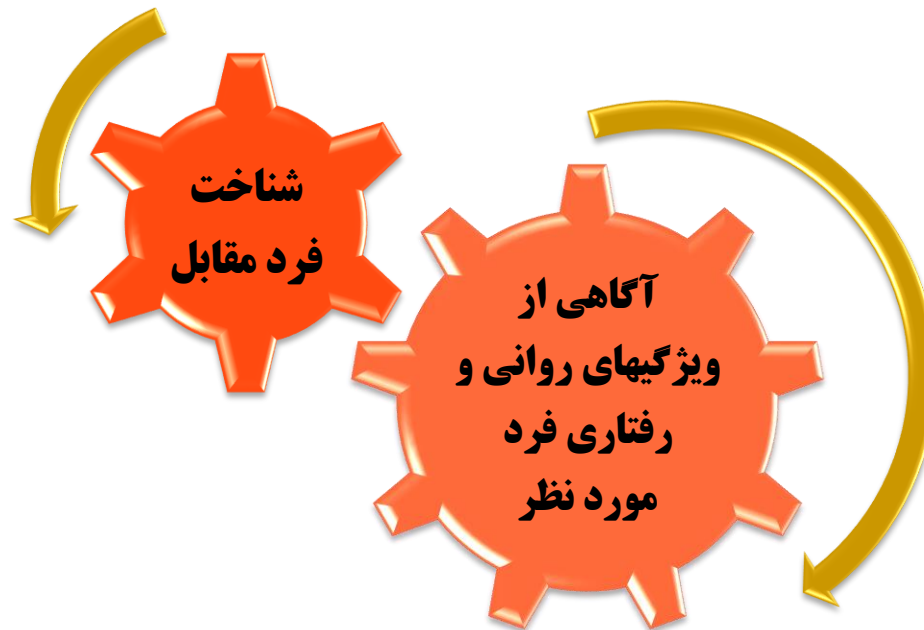 شناخت
فرد مقابل
آگاهی از
ویژگیهای روانی و
رفتاری فرد
مورد نظر